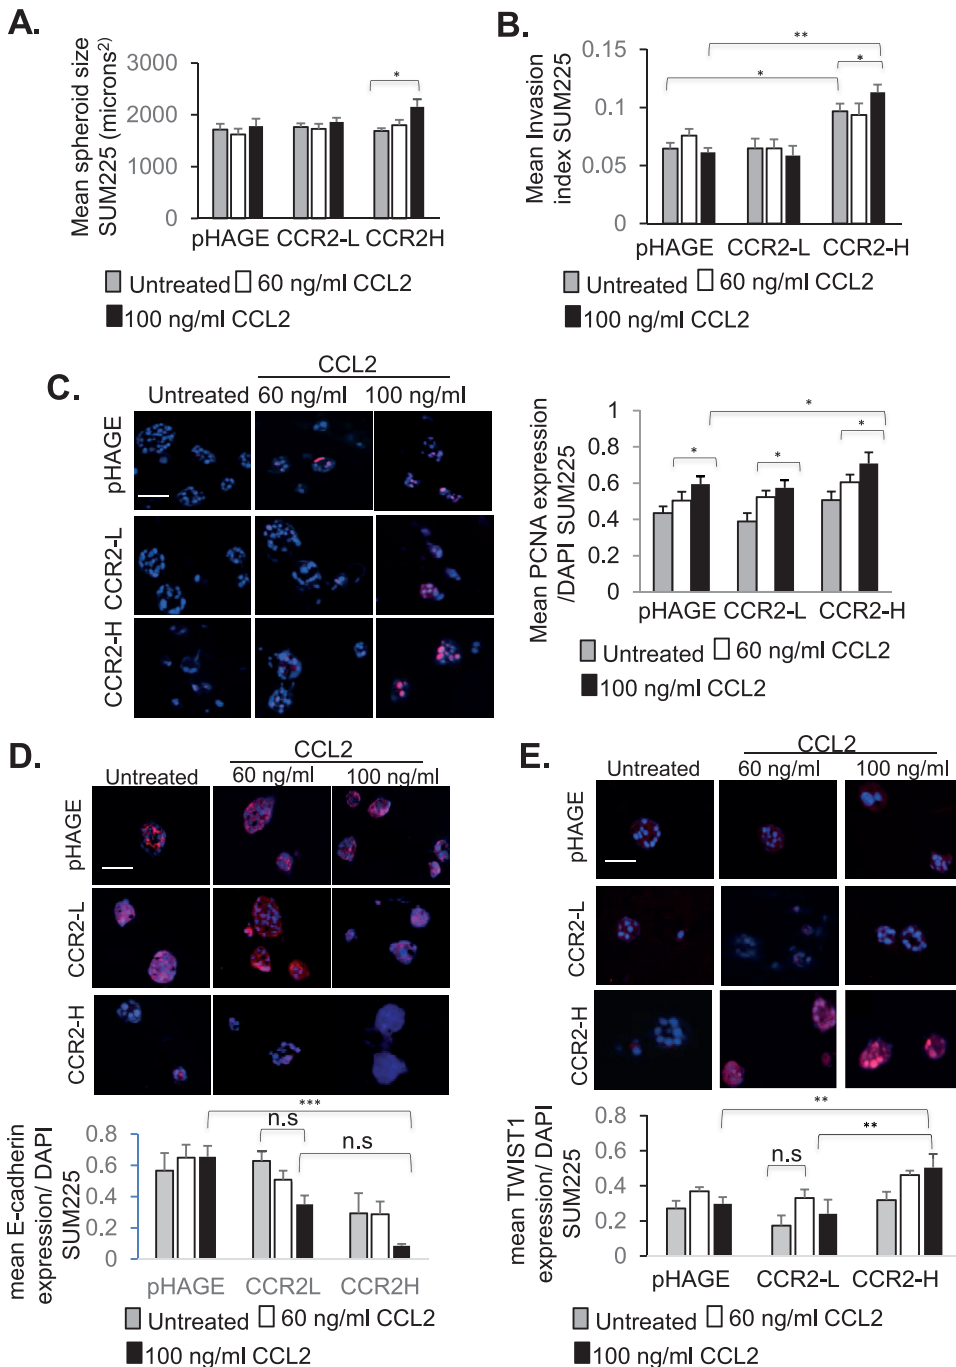 A.
Mean spheroid size
SUM225 (microns2)
3000
2000
1000
0
*
pHAGE CCR2-L CCR2H
Untreated 60 ng/ml CCL2
100 ng/ml CCL2
B.
Mean Invasion
index SUM225
0.15
0.1
0.05
0
**
*
*
pHAGE CCR2-L CCR2-H
Untreated 60 ng/ml CCL2
100 ng/ml CCL2
C.
CCL2
Untreated 60 ng/ml 100 ng/ml
pHAGE
CCR2-L
CCR2-H
Mean PCNA expression
/DAPI SUM225
1
0.8
0.6
0.4
0.2
0
*
*
*
*
pHAGE CCR2-L CCR2-H
Untreated 60 ng/ml CCL2
100 ng/ml CCL2
D.
CCL2
Untreated 60 ng/ml 100 ng/ml
pHAGE
CCR2-L
CCR2-H
mean E-cadherin
expression/ DAPI
SUM225
0.8
0.6
0.4
0.2
0
***
n.s
n.s
pHAGE CCR2L CCR2H
Untreated 60 ng/ml CCL2
100 ng/ml CCL2
E.
CCL2
Untreated 60 ng/ml 100 ng/ml
pHAGE
CCR2-L
CCR2-H
mean TWIST1
expression/ DAPI
SUM225
0.8
0.6
0.4
0.2
0
**
**
n.s
pHAGE CCR2-L CCR2-H
Untreated 60 ng/ml CCL2
100 ng/ml CCL2